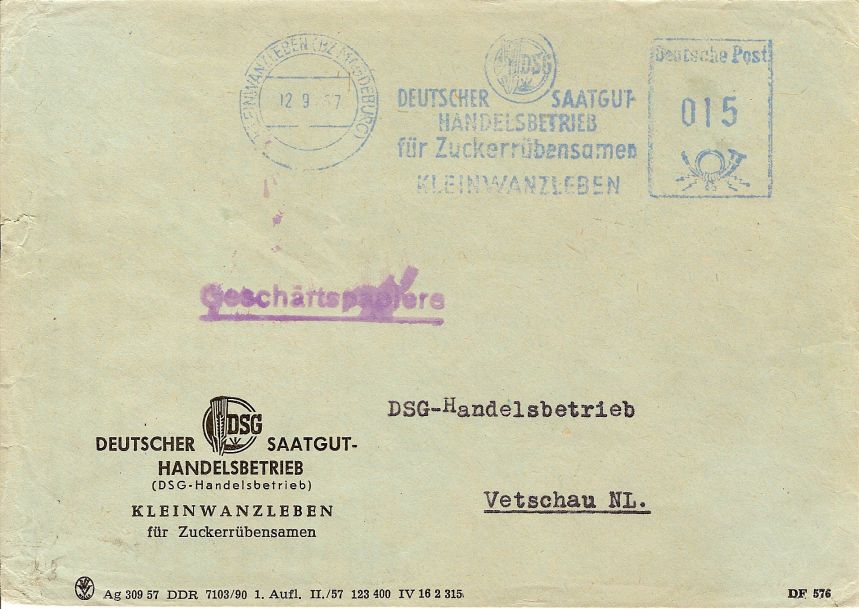 KLEINWANZLEBEN (BZ MAGDEBURG)
12 9 57
DSG
DEUTSCHER SAATGUT-
HANDELSBETRIEB
für Zuckerrübensamen
KLEINWANZLEBEN
Deutsche Post
015
Geschäftspapiere
DSG-Handelsbetrieb
Vetschau NL.
DSG
DEUTSCHER SAATGUT-
HANDELSBETRIEB
(DSG-Handelsbetrieb)
KLEINWANZLEBEN
für Zuckerrübensamen
Ag 309 57 DDR 7103/90 1. Aufl. II./57 123 400 IV 16 2 315.
DF 576